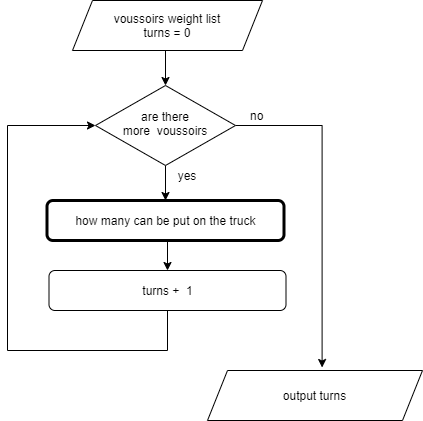 voussoirs weight list
turns = 0
are there
more voussoirs
no
yes
how many can be put on the truck
turns + 1
output turns